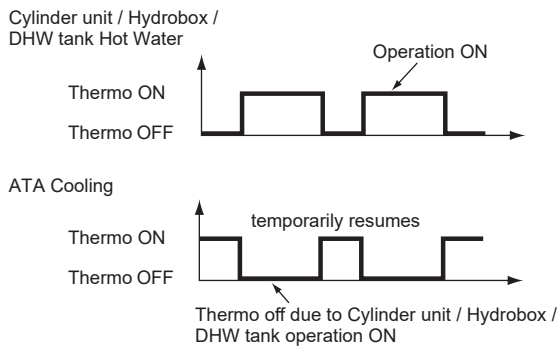 Cylinder unit / Hydrobox /
DHW tank Hot Water
Operation ON
Thermo ON
Thermo OFF
ATA Cooling
temporarily resumes
Thermo ON
Thermo OFF
Thermo off due to Cylinder unit / Hydrobox /
DHW tank operation ON